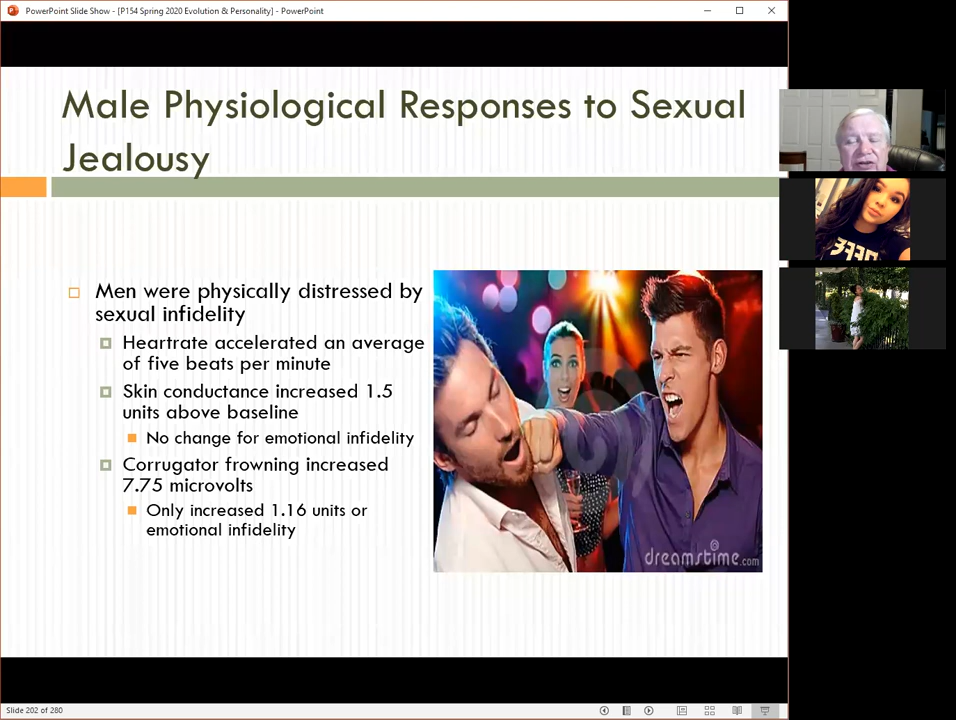 PowerPoint Slide Show - [P154 Spring 2020 Evolution & Personality] - PowerPoint
Male Physiological Responses to Sexual
Jealousy
Men were physically distressed by
sexual infidelity
Heartrate accelerated an average
of five beats per minute
Skin conductance increased 1.5
units above baseline
No change for emotional infidelity
Corrugator frowning increased
7.75 microvolts
Only increased 1.16 units or
emotional infidelity
dreamstime.com
Slide 202 of 280